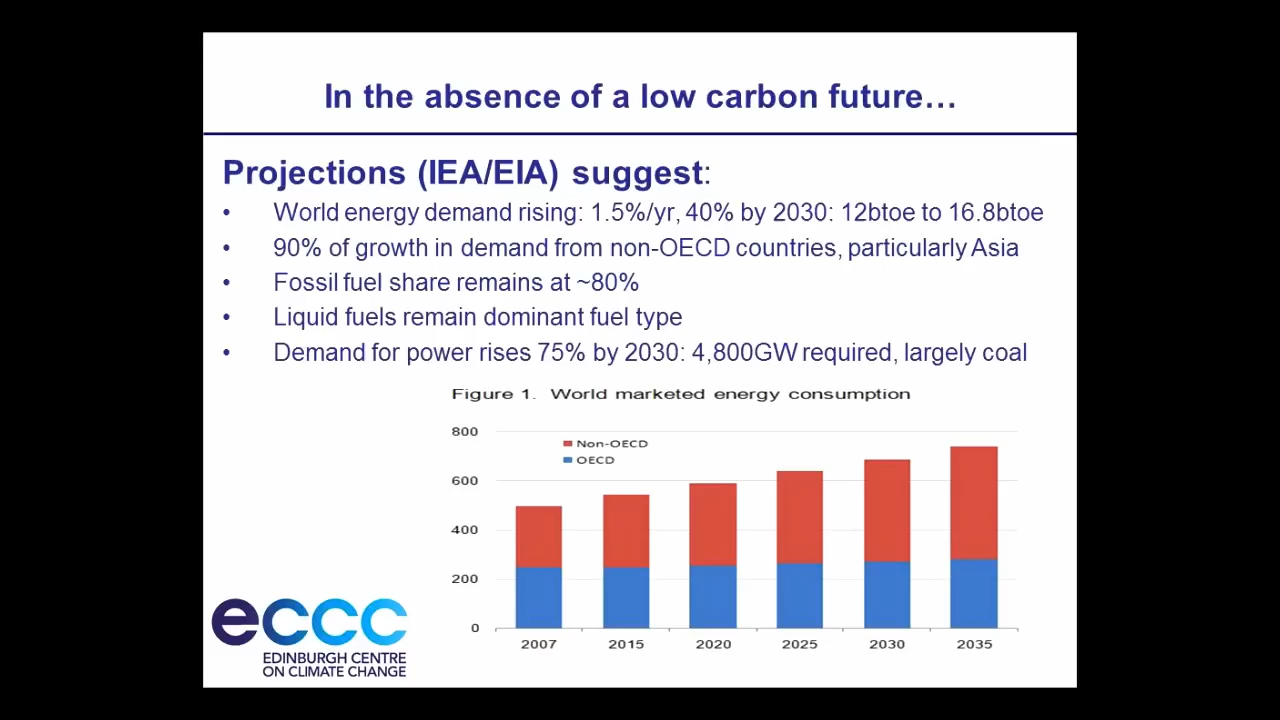 In the absence of a low carbon future…
Projections (IEA/EIA) suggest:
• World energy demand rising: 1.5%/yr, 40% by 2030: 12btoe to 16.8btoe
• 90% of growth in demand from non-OECD countries, particularly Asia
• Fossil fuel share remains at ~80%
• Liquid fuels remain dominant fuel type
• Demand for power rises 75% by 2030: 4,800GW required, largely coal
Figure 1. World marketed energy consumption
800
Non-OECD
OECD
600
400
200
0
2007 2015 2020 2025 2030 2035
eccc
EDINBURGH CENTRE
ON CLIMATE CHANGE